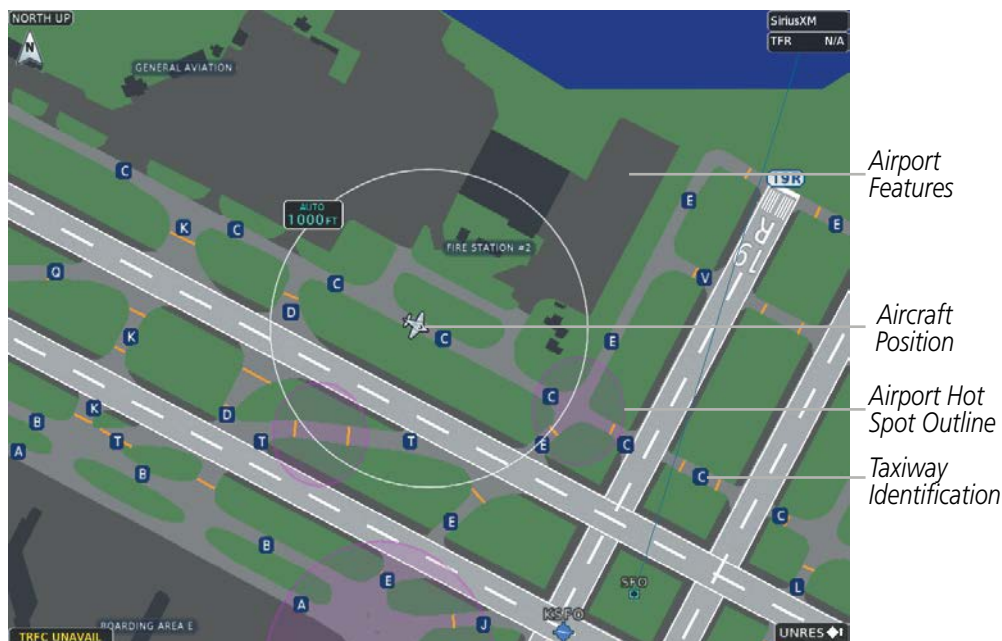 NORTH UP
N
SiriusXM
TFR N/A
GENERAL AVIATION
Airport
Features
C
19R
E
E
AUTO
1000FT
K
C
FIRE STATION #2
19R
Q
C
V
D
Aircraft
Position
K
C
E
K
D
C
Airport Hot
Spot Outline
B
T
T
T
E
C
A
B
C
Taxiway
Identification
E
C
B
E
SFO
L
A
KSFO
J
BOARDING AREA E
TRFC UNAVAIL
UNRES